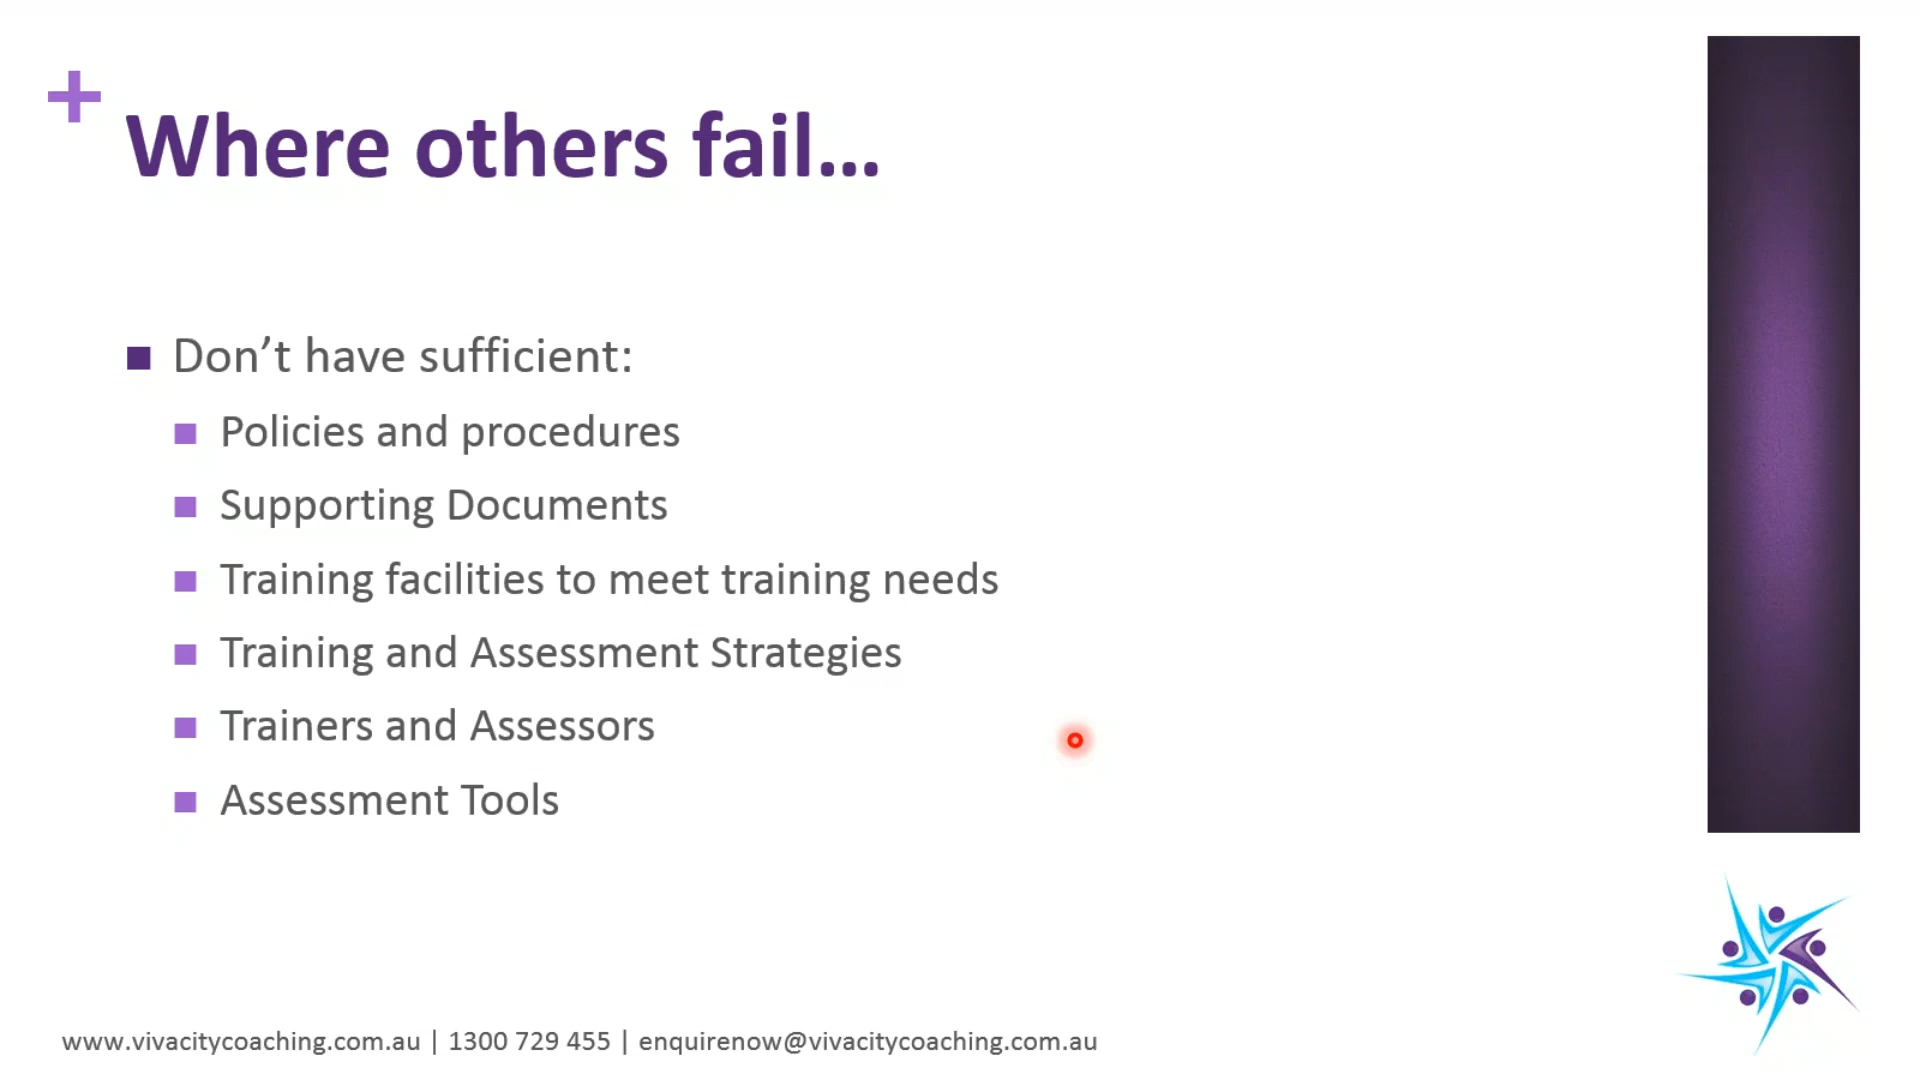 Where others fail…
Don’t have sufficient:
Policies and procedures
Supporting Documents
Training facilities to meet training needs
Training and Assessment Strategies
Trainers and Assessors
Assessment Tools
www.vivacitycoaching.com.au | 1300 729 455 | enquirenow@vivacitycoaching.com.au